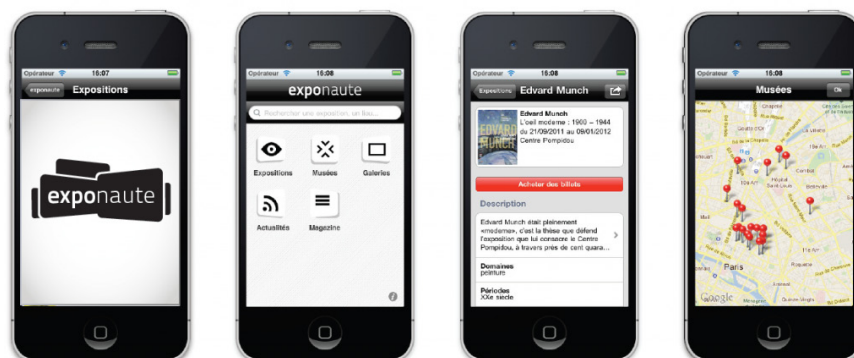 Opérateur 16:07
exponaute Expositions
exponaute
Opérateur 16:08
exponaute
Rechercher une exposition, un lieu...
Expositions Musées Galeries
Actualités Magazine
Opérateur 16:08
Expositions Edvard Munch
EDVARD
MUNCH
Edvard Munch
L'oeil moderne : 1900 – 1944
du 21/09/2011 au 09/01/2012
Centre Pompidou
Acheter des billets
Description
Edvard Munch était pleinement
«moderne», c'est la thèse que défend
l'exposition que lui consacre le Centre
Pompidou, à travers près de cent quara...
Domaines
peinture
Périodes
XXe siècle
Opérateur 16:08
Musées Ok
Paris
Google